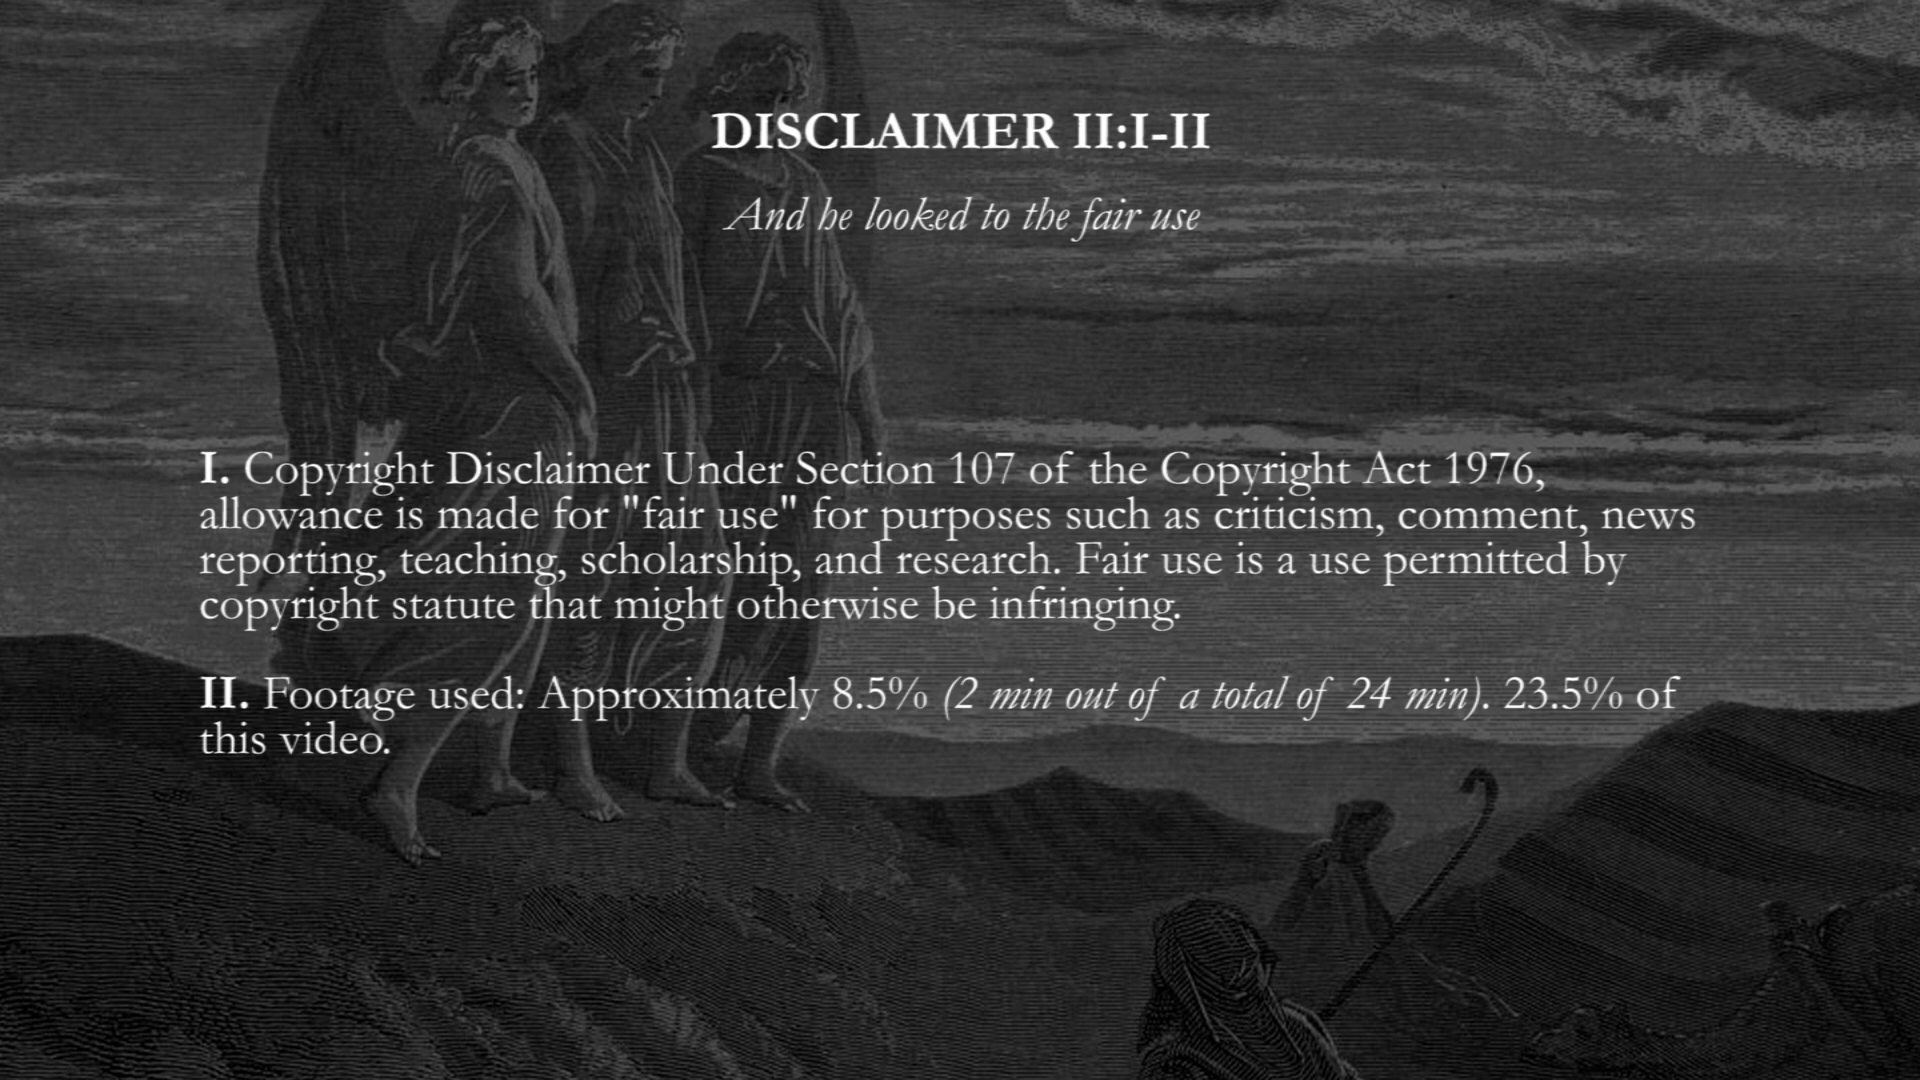 DISCLAIMER II:I-II
And he looked to the fair use
I. Copyright Disclaimer Under Section 107 of the Copyright Act 1976,
allowance is made for "fair use" for purposes such as criticism, comment, news
reporting, teaching, scholarship, and research. Fair use is a use permitted by
copyright statute that might otherwise be infringing.
II. Footage used: Approximately 8.5% (2 min out of a total of 24 min). 23.5% of
this video.